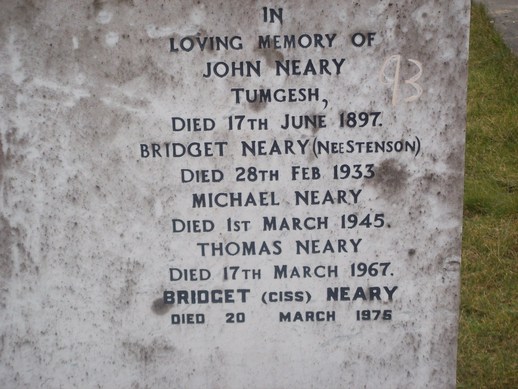 IN
LOVING MEMORY OF
JOHN NEARY
93
TUMGESH,
DIED 17TH JUNE 1897.
BRIDGET NEARY (NEE STENSON)
DIED 28TH FEB 1933
MICHAEL NEARY
DIED 1ST MARCH 1945.
THOMAS NEARY
DIED 17TH MARCH 1967.
BRIDGET (CISS) NEARY
DIED 20 MARCH 1975